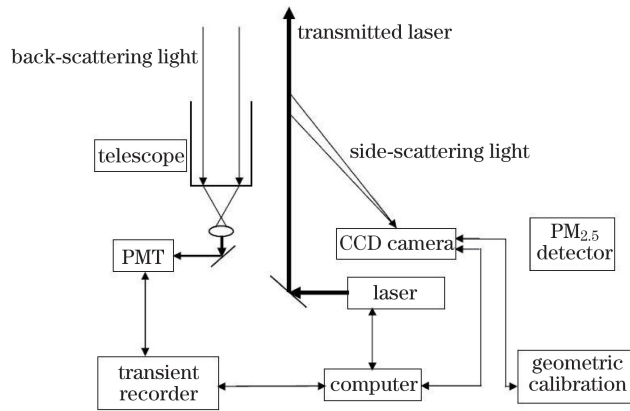 transmitted laser
back-scattering light
telescope
side-scattering light
CCD camera
PM2.5
detector
PMT
laser
transient
recorder
computer
geometric
calibration